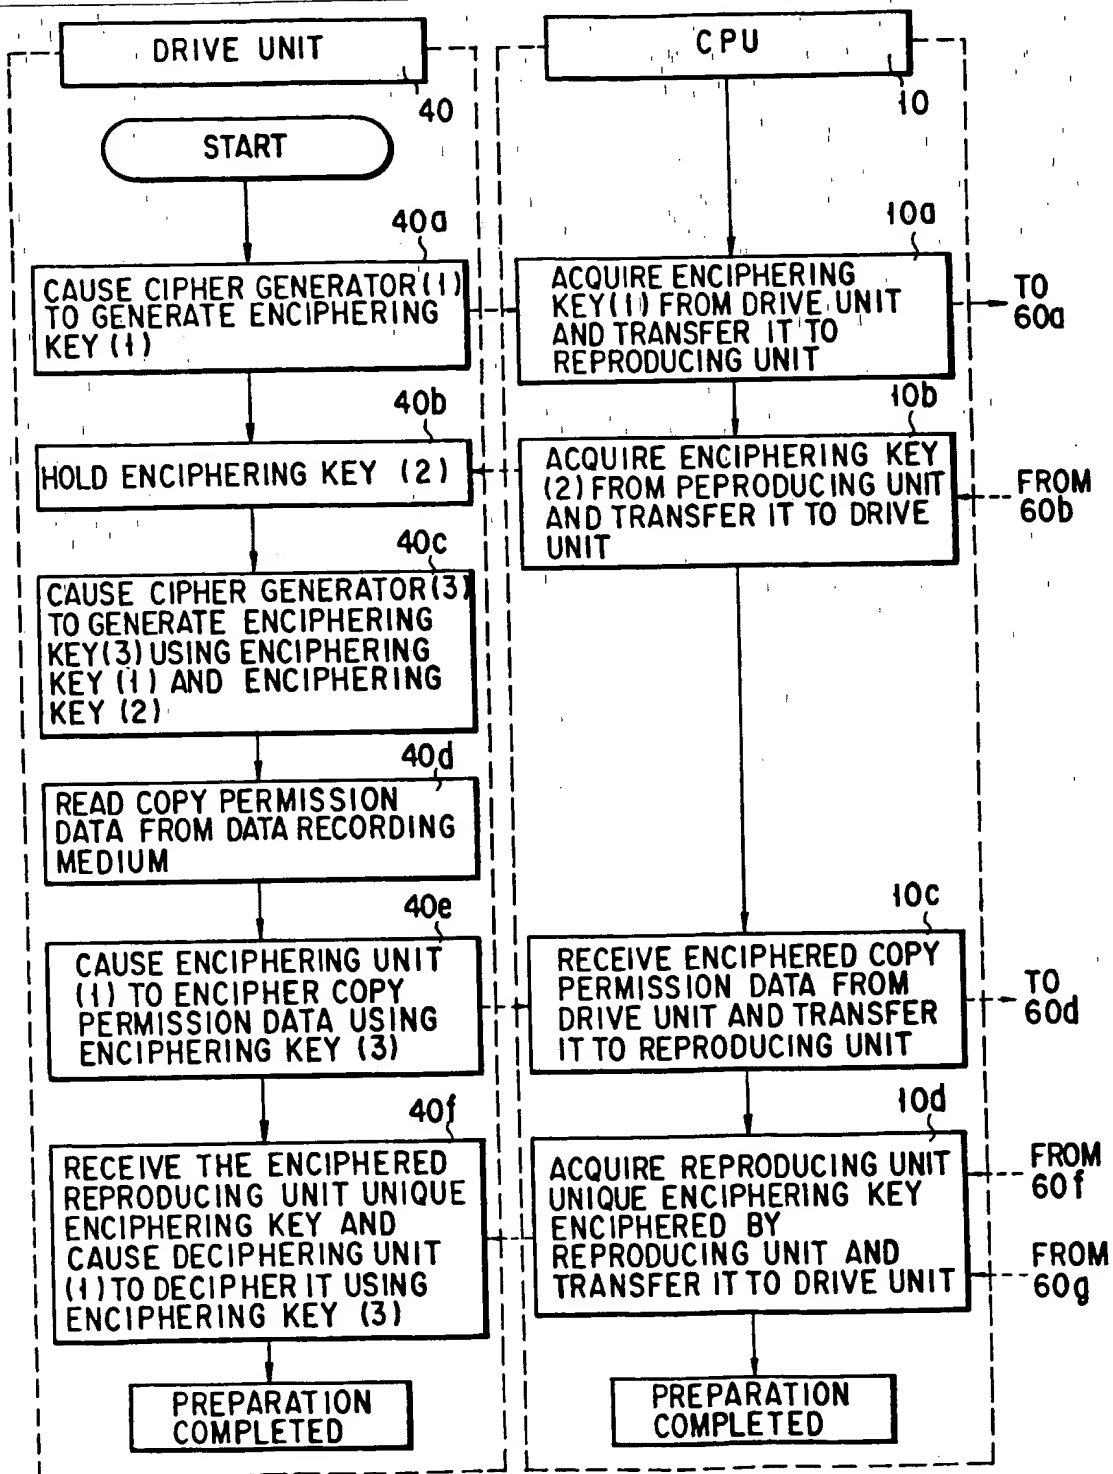 DRIVE UNIT
40
START
40a
CAUSE CIPHER GENERATOR(1)
TO GENERATE ENCIPHERING
KEY (1)
40b
HOLD ENCIPHERING KEY (2)
40c
CAUSE CIPHER GENERATOR(3)
TO GENERATE ENCIPHERING
KEY(3) USING ENCIPHERING
KEY (1) AND ENCIPHERING
KEY (2)
40d
READ COPY PERMISSION
DATA FROM DATA RECORDING
MEDIUM
40e
CAUSE ENCIPHERING UNIT
(1) TO ENCIPHER COPY
PERMISSION DATA USING
ENCIPHERING KEY (3)
40f
RECEIVE THE ENCIPHERED
REPRODUCING UNIT UNIQUE
ENCIPHERING KEY AND
CAUSE DECIPHERING UNIT
(1) TO DECIPHER IT USING
ENCIPHERING KEY (3)
PREPARATION
COMPLETED
CPU
10
10a
ACQUIRE ENCIPHERING
KEY(1) FROM DRIVE UNIT
AND TRANSFER IT TO
REPRODUCING UNIT
TO
60a
10b
ACQUIRE ENCIPHERING KEY
(2) FROM PEPRODUCING UNIT
AND TRANSFER IT TO DRIVE
UNIT
FROM
60b
10c
RECEIVE ENCIPHERED COPY
PERMISSION DATA FROM
DRIVE UNIT AND TRANSFER
IT TO REPRODUCING UNIT
TO
60d
10d
ACQUIRE REPRODUCING UNIT
UNIQUE ENCIPHERING KEY
ENCIPHERED BY
REPRODUCING UNIT AND
TRANSFER IT TO DRIVE UNIT
FROM
60f
FROM
60g
PREPARATION
COMPLETED